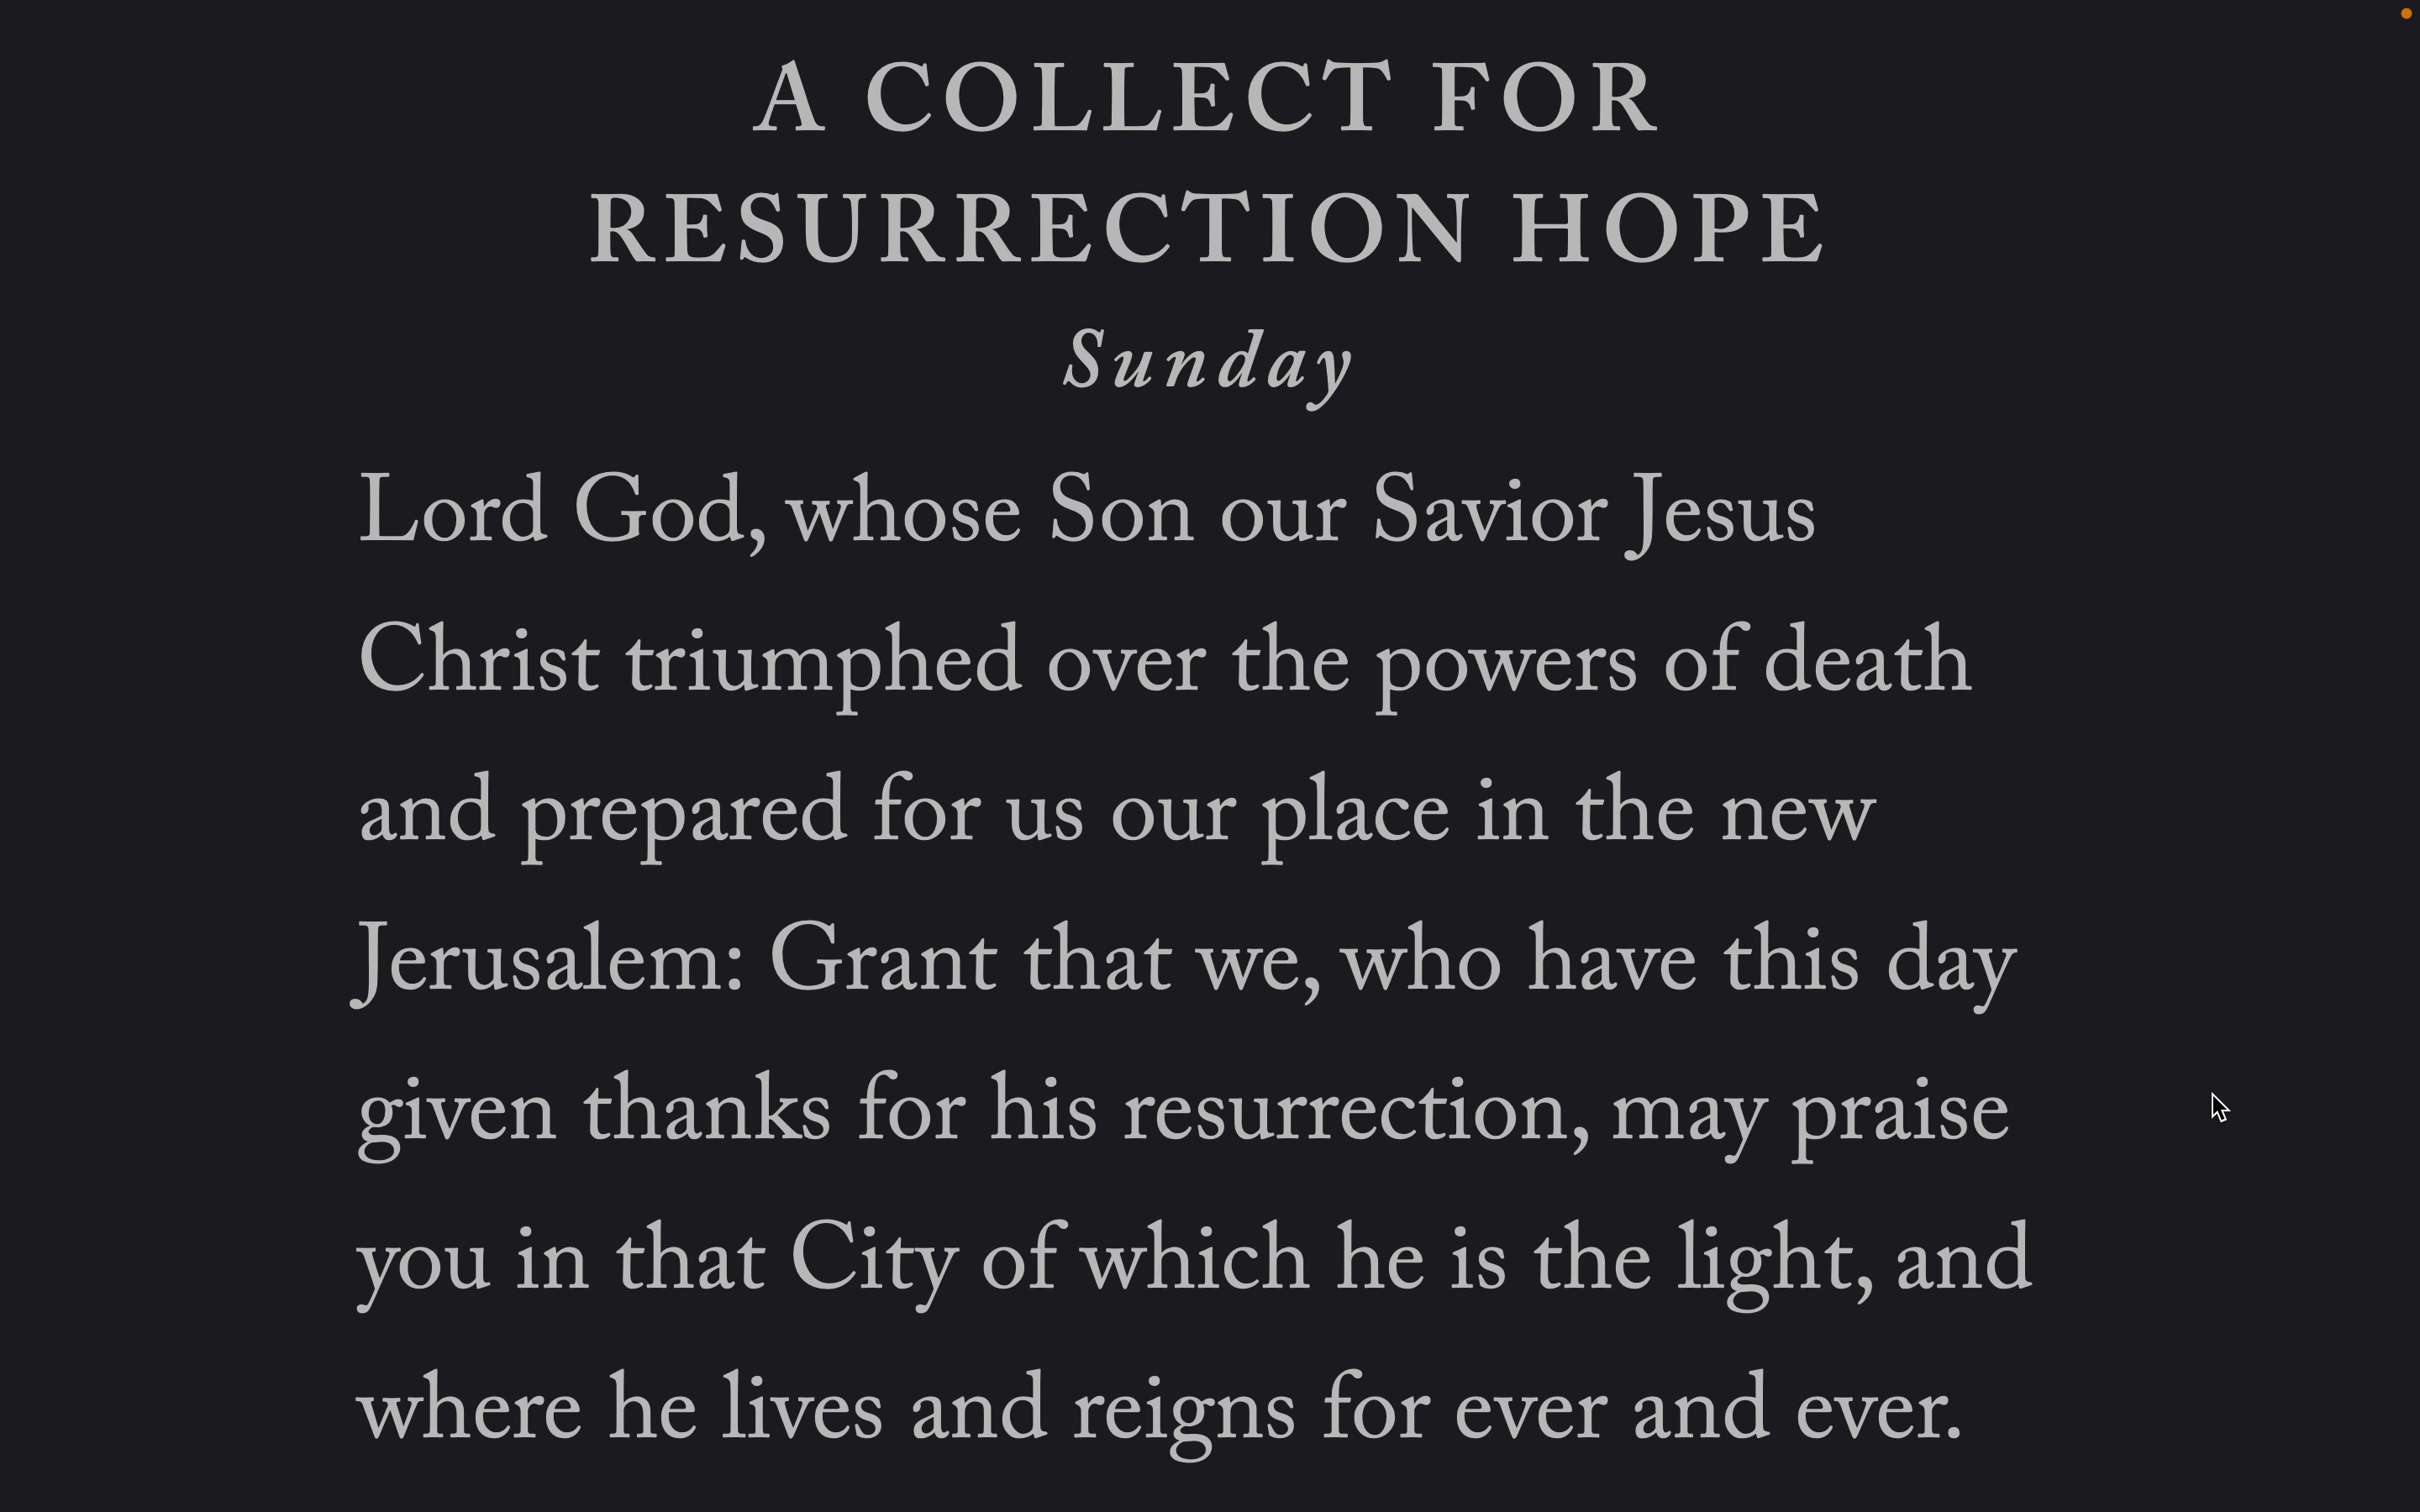 A COLLECT FOR
RESURRECTION HOPE
Sunday
Lord God, whose Son our Savior Jesus
Christ triumphed over the powers of death
and prepared for us our place in the new
Jerusalem: Grant that we, who have this day
given thanks for his resurrection, may praise
you in that City of which he is the light, and
where he lives and reigns for ever and ever.